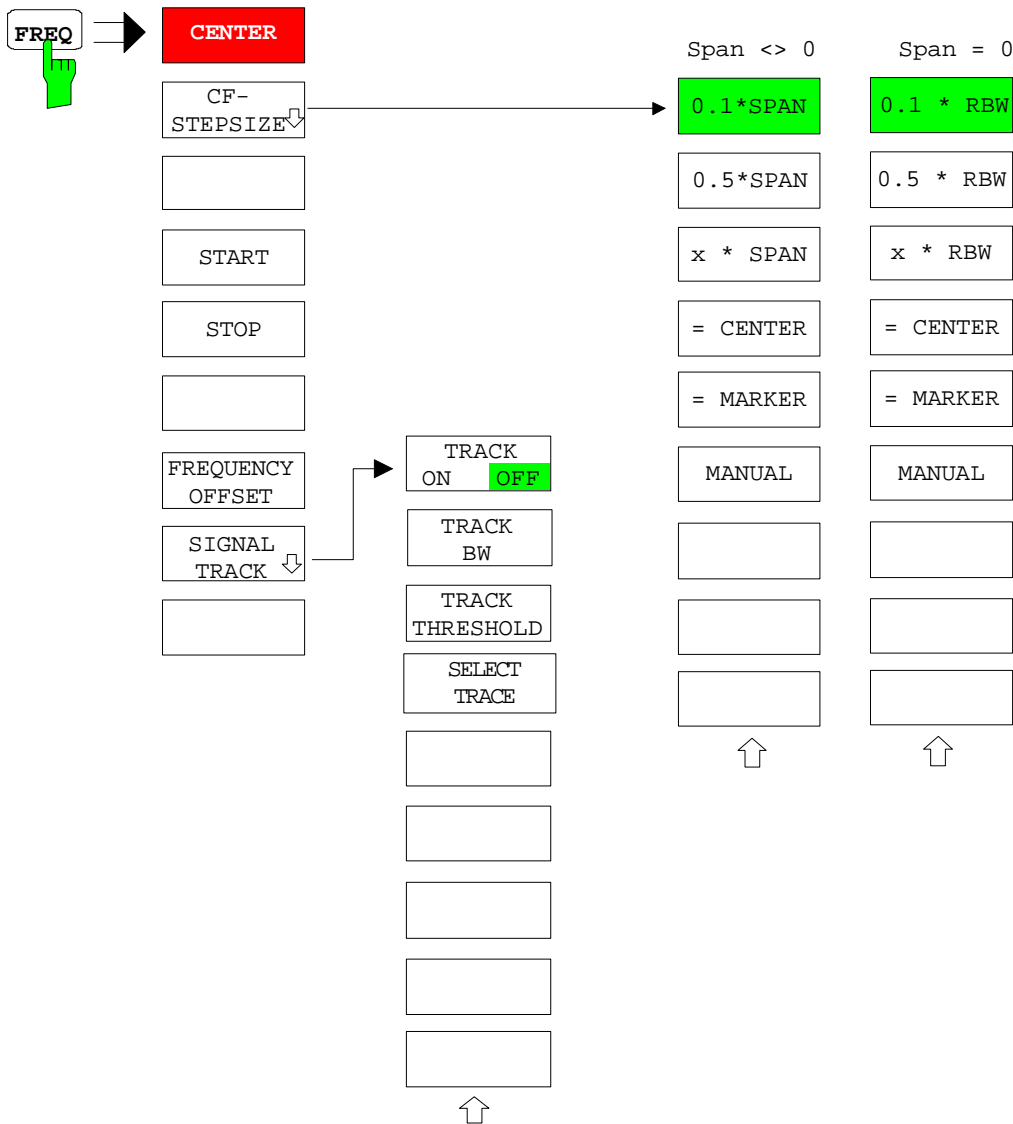 FREQ
CENTER
CF-
STEPSIZE
START
STOP
FREQUENCY
OFFSET
SIGNAL
TRACK
TRACK
ON OFF
TRACK
BW
TRACK
THRESHOLD
SELECT
TRACE
Span <> 0
0.1*SPAN
0.5*SPAN
x * SPAN
= CENTER
= MARKER
MANUAL
Span = 0
0.1 * RBW
0.5 * RBW
x * RBW
= CENTER
= MARKER
MANUAL